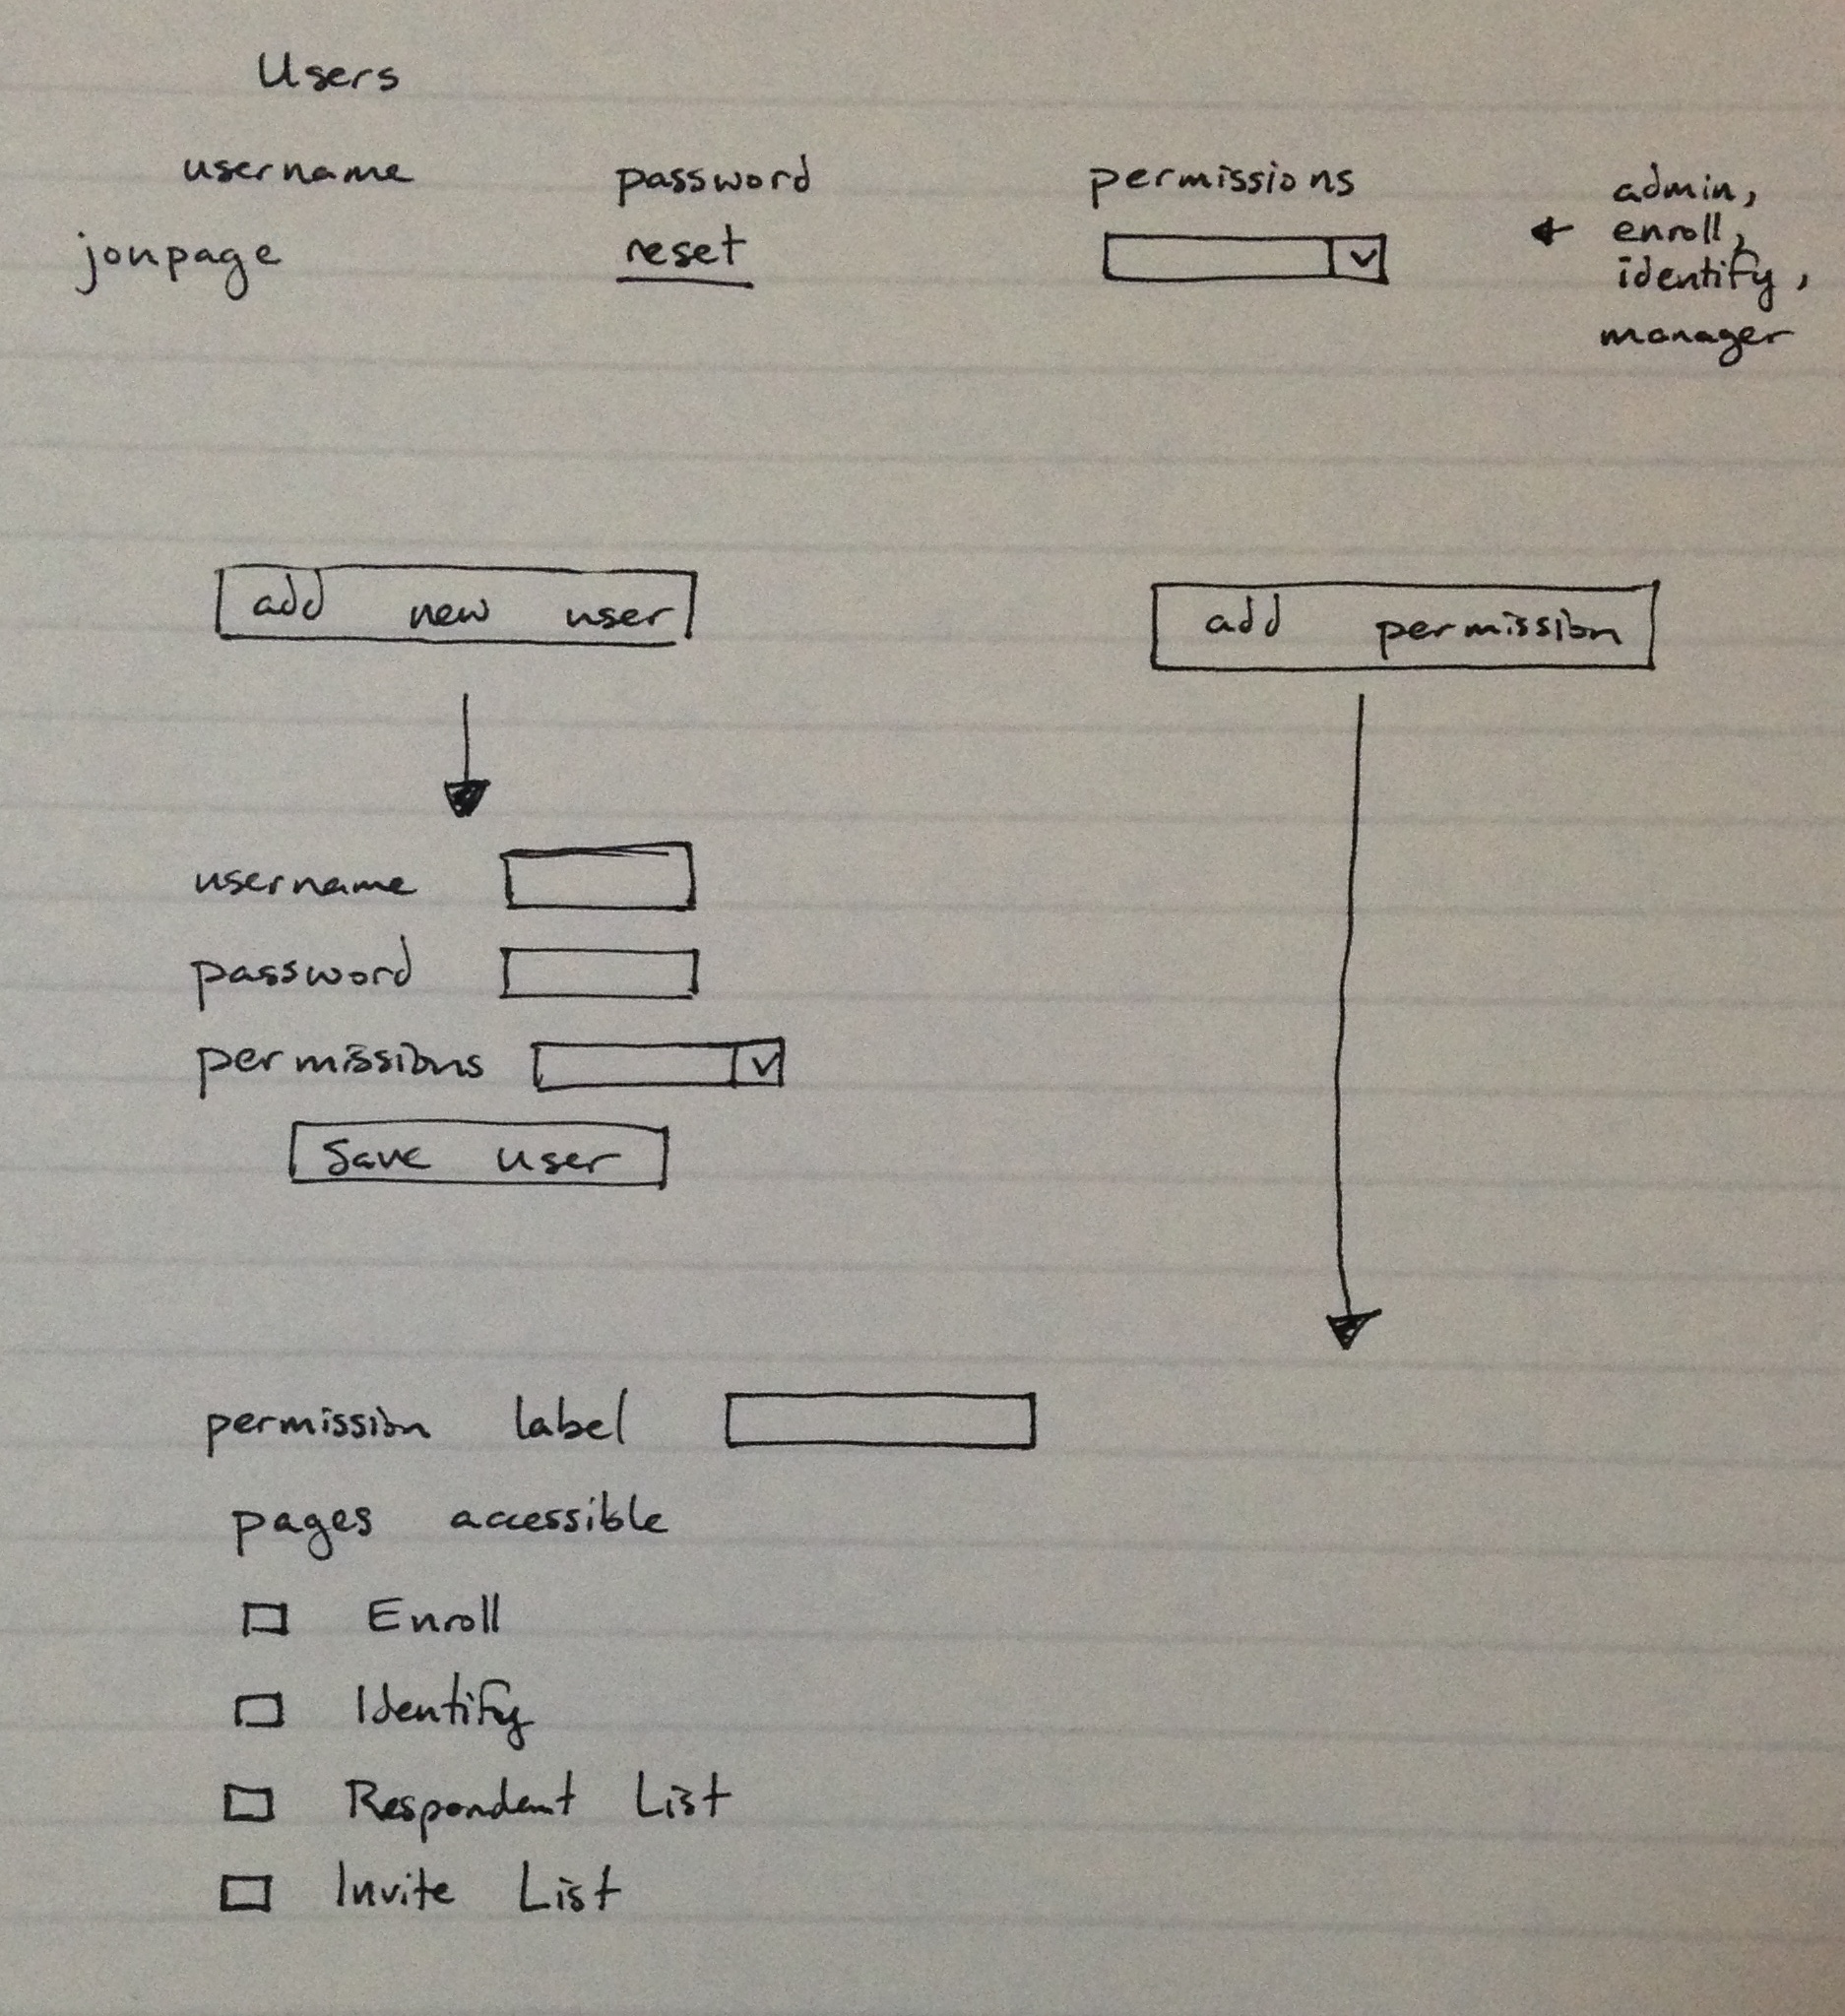 Users
username password permissions admin,
enroll,
jonpage reset identify,
manager
add new user add permission
username
password
permissions
Save user
permission label
pages accessible
Enroll
Identify
Respondent List
Invite List